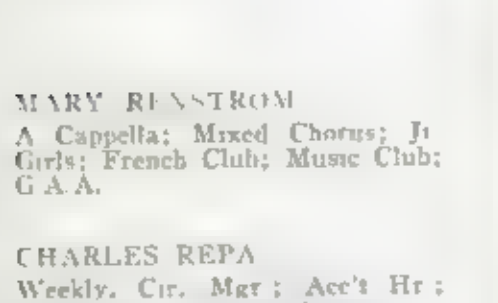 MARY RENSTROM
A Cappella; Mixed Chorus; Jr
Girls; French Club; Music Club;
G.A.A.
CHARLES REPA
Weekly, Cir. Mgr; Acc't Hr;